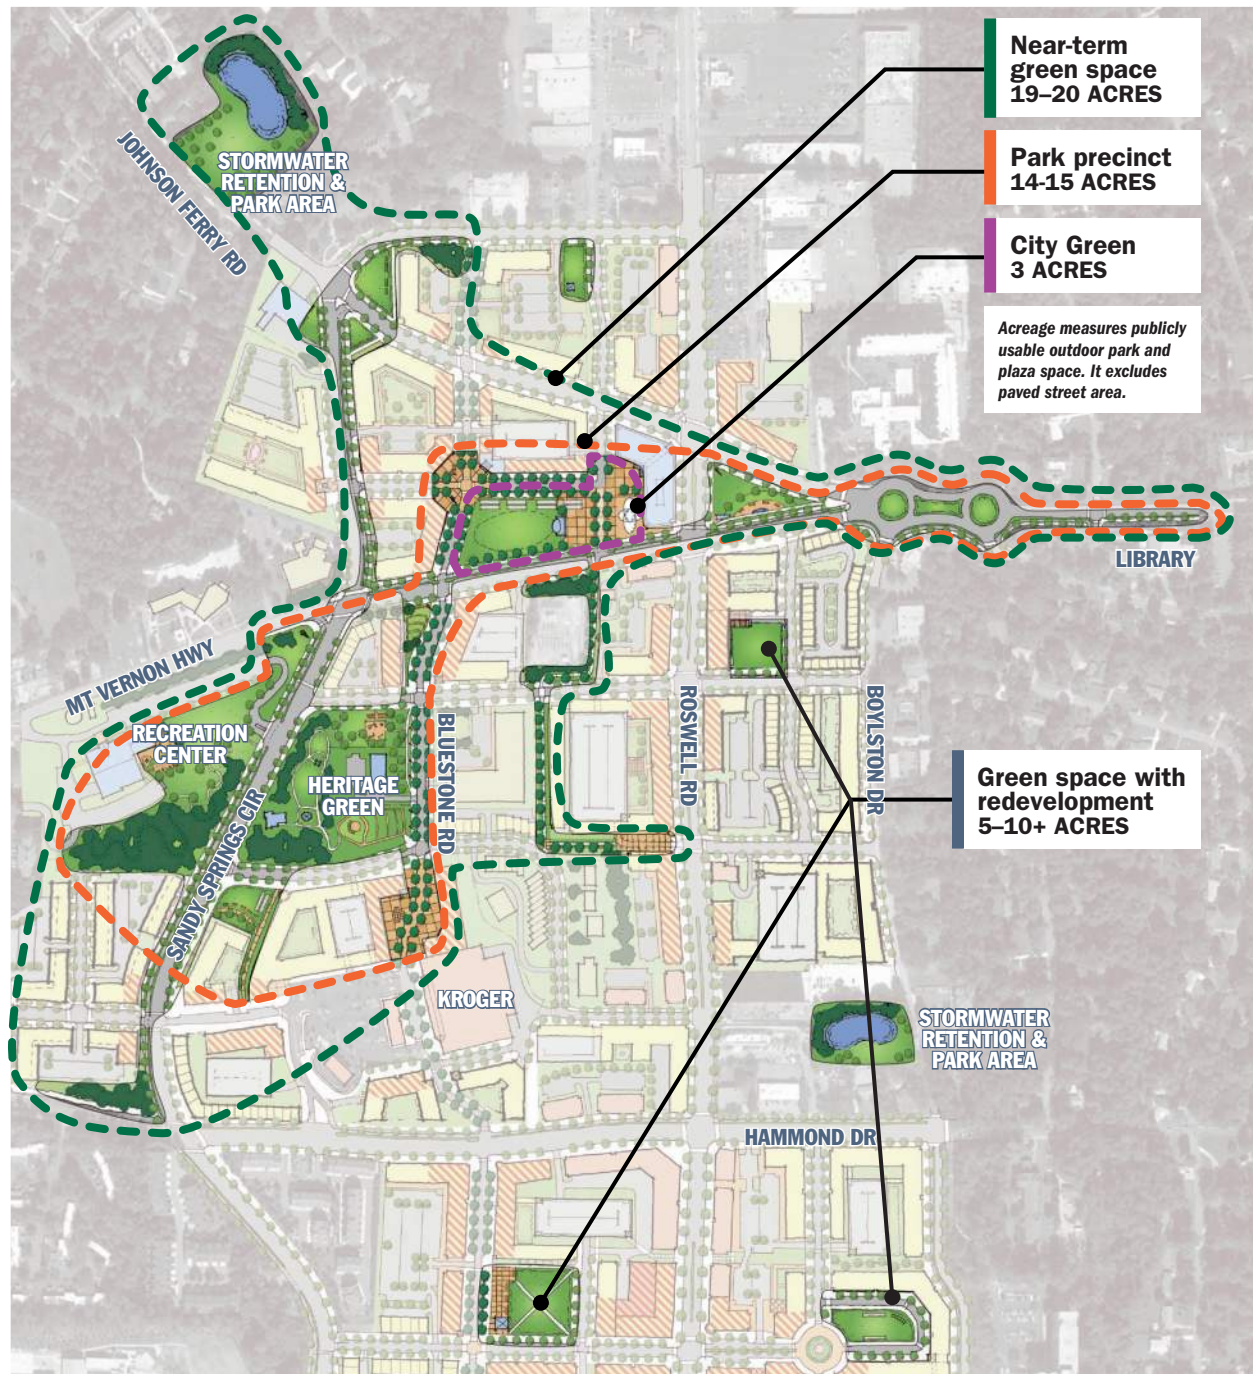 Near-term
green space
19–20 ACRES
Park precinct
14-15 ACRES
City Green
3 ACRES
Acreage measures publicly
usable outdoor park and
plaza space. It excludes
paved street area.
STORMWATER
RETENTION &
PARK AREA
JOHNSON FERRY RD
LIBRARY
MT VERNON HWY
RECREATION
CENTER
HERITAGE
GREEN
BLUESTONE RD
ROSWELL RD
BOYLSTON DR
SANDY SPRINGS CIR
Green space with
redevelopment
5–10+ ACRES
KROGER
STORMWATER
RETENTION &
PARK AREA
HAMMOND DR